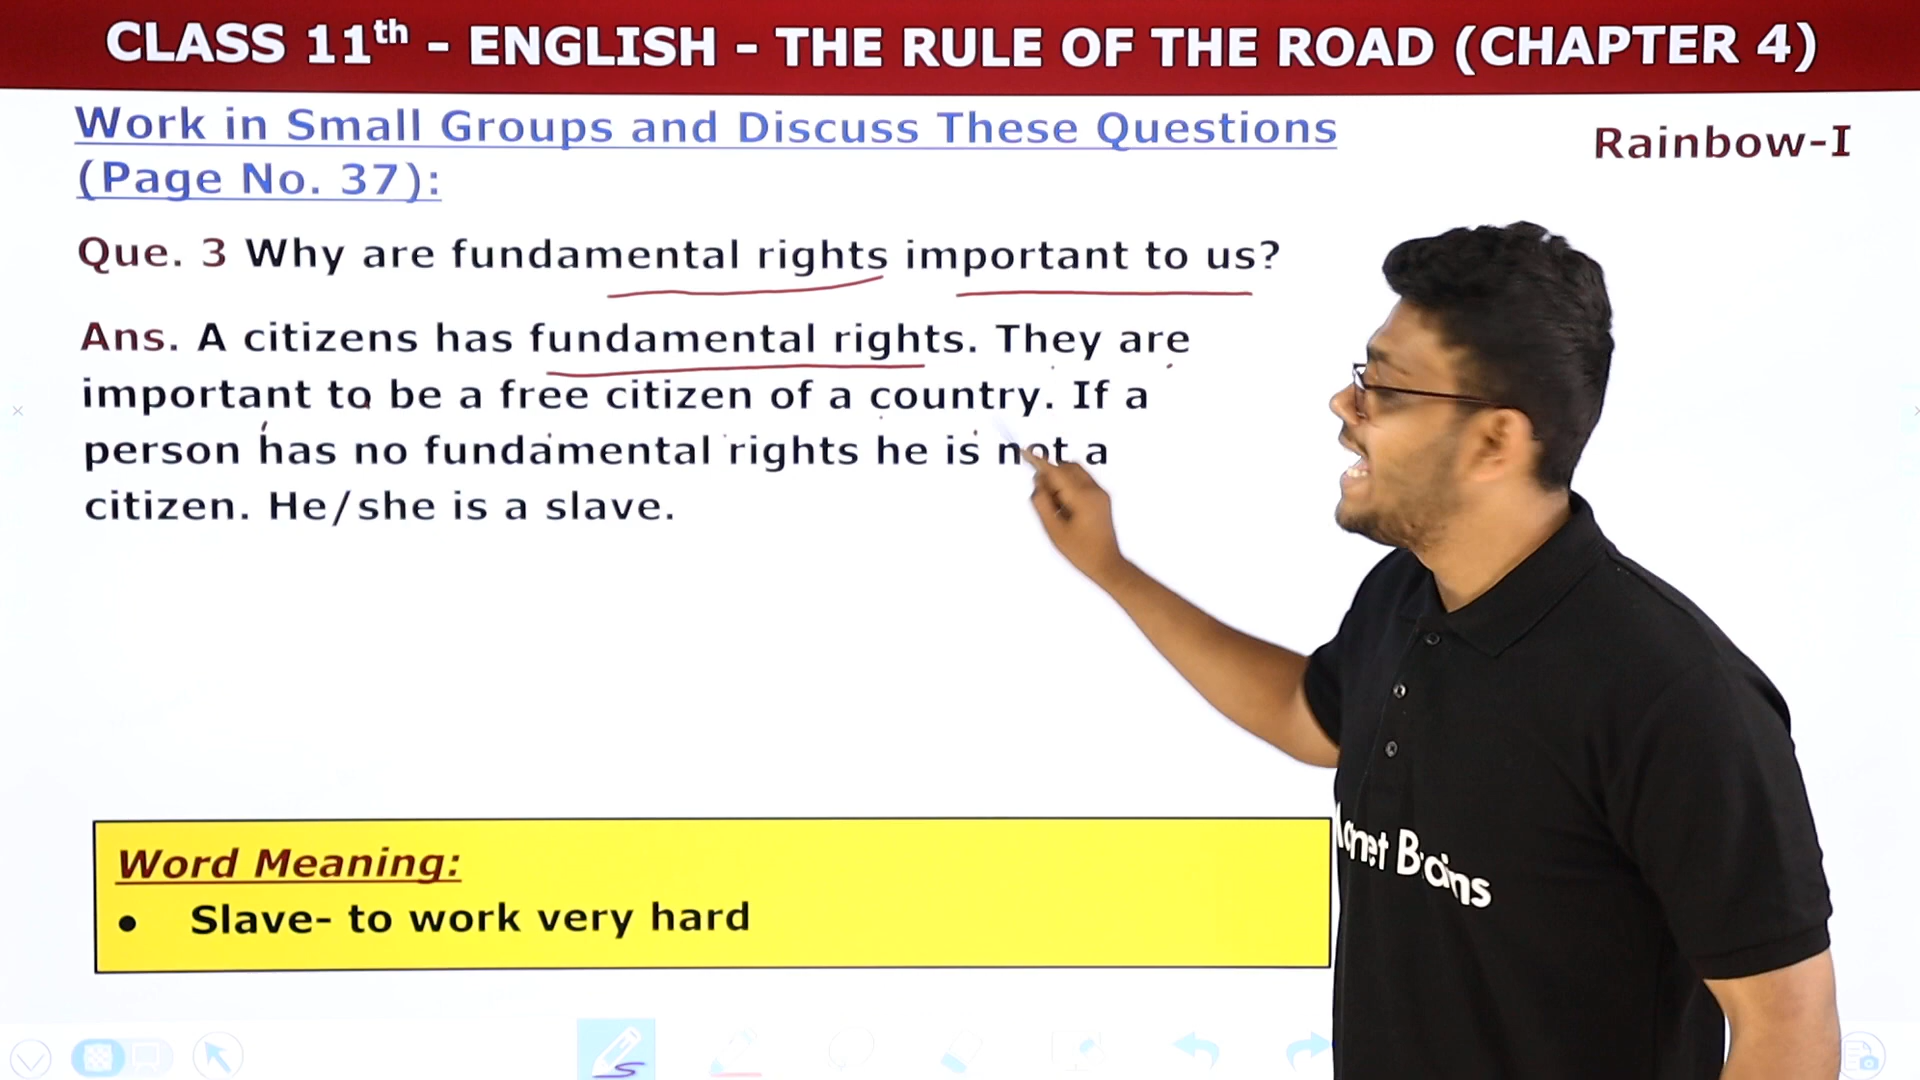 CLASS 11th - ENGLISH - THE RULE OF THE ROAD (CHAPTER 4)
Work in Small Groups and Discuss These Questions
(Page No. 37):
Rainbow-I
Que. 3 Why are fundamental rights important to us?
Ans. A citizens has fundamental rights. They are
important to be a free citizen of a country. If a
person has no fundamental rights he is not a
citizen. He/she is a slave.
Word Meaning:
• Slave- to work very hard
Brains